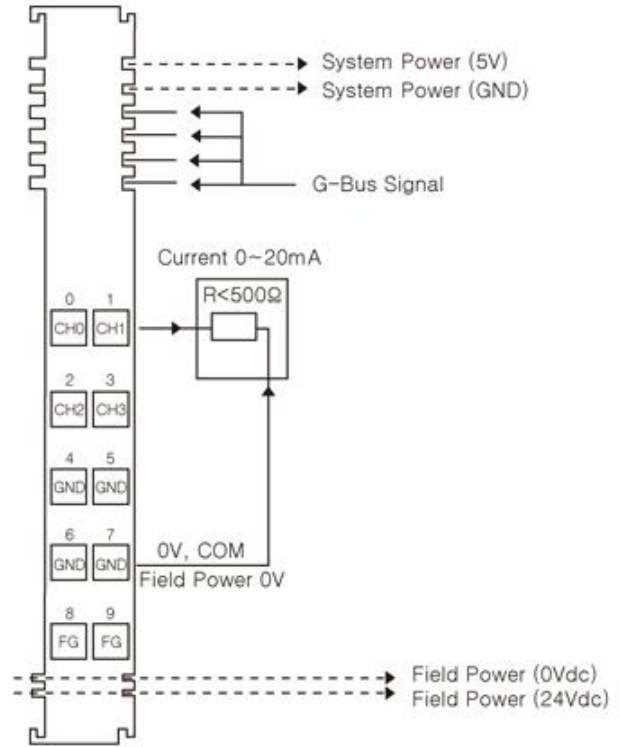 System Power (5V)
System Power (GND)
G-Bus Signal
Current 0~20mA
R<500Ω
0 1
CH0 CH1
2 3
CH2 CH3
4 5
GND GND
6 7
GND GND
0V, COM
Field Power 0V
8 9
FG FG
Field Power (0Vdc)
Field Power (24Vdc)